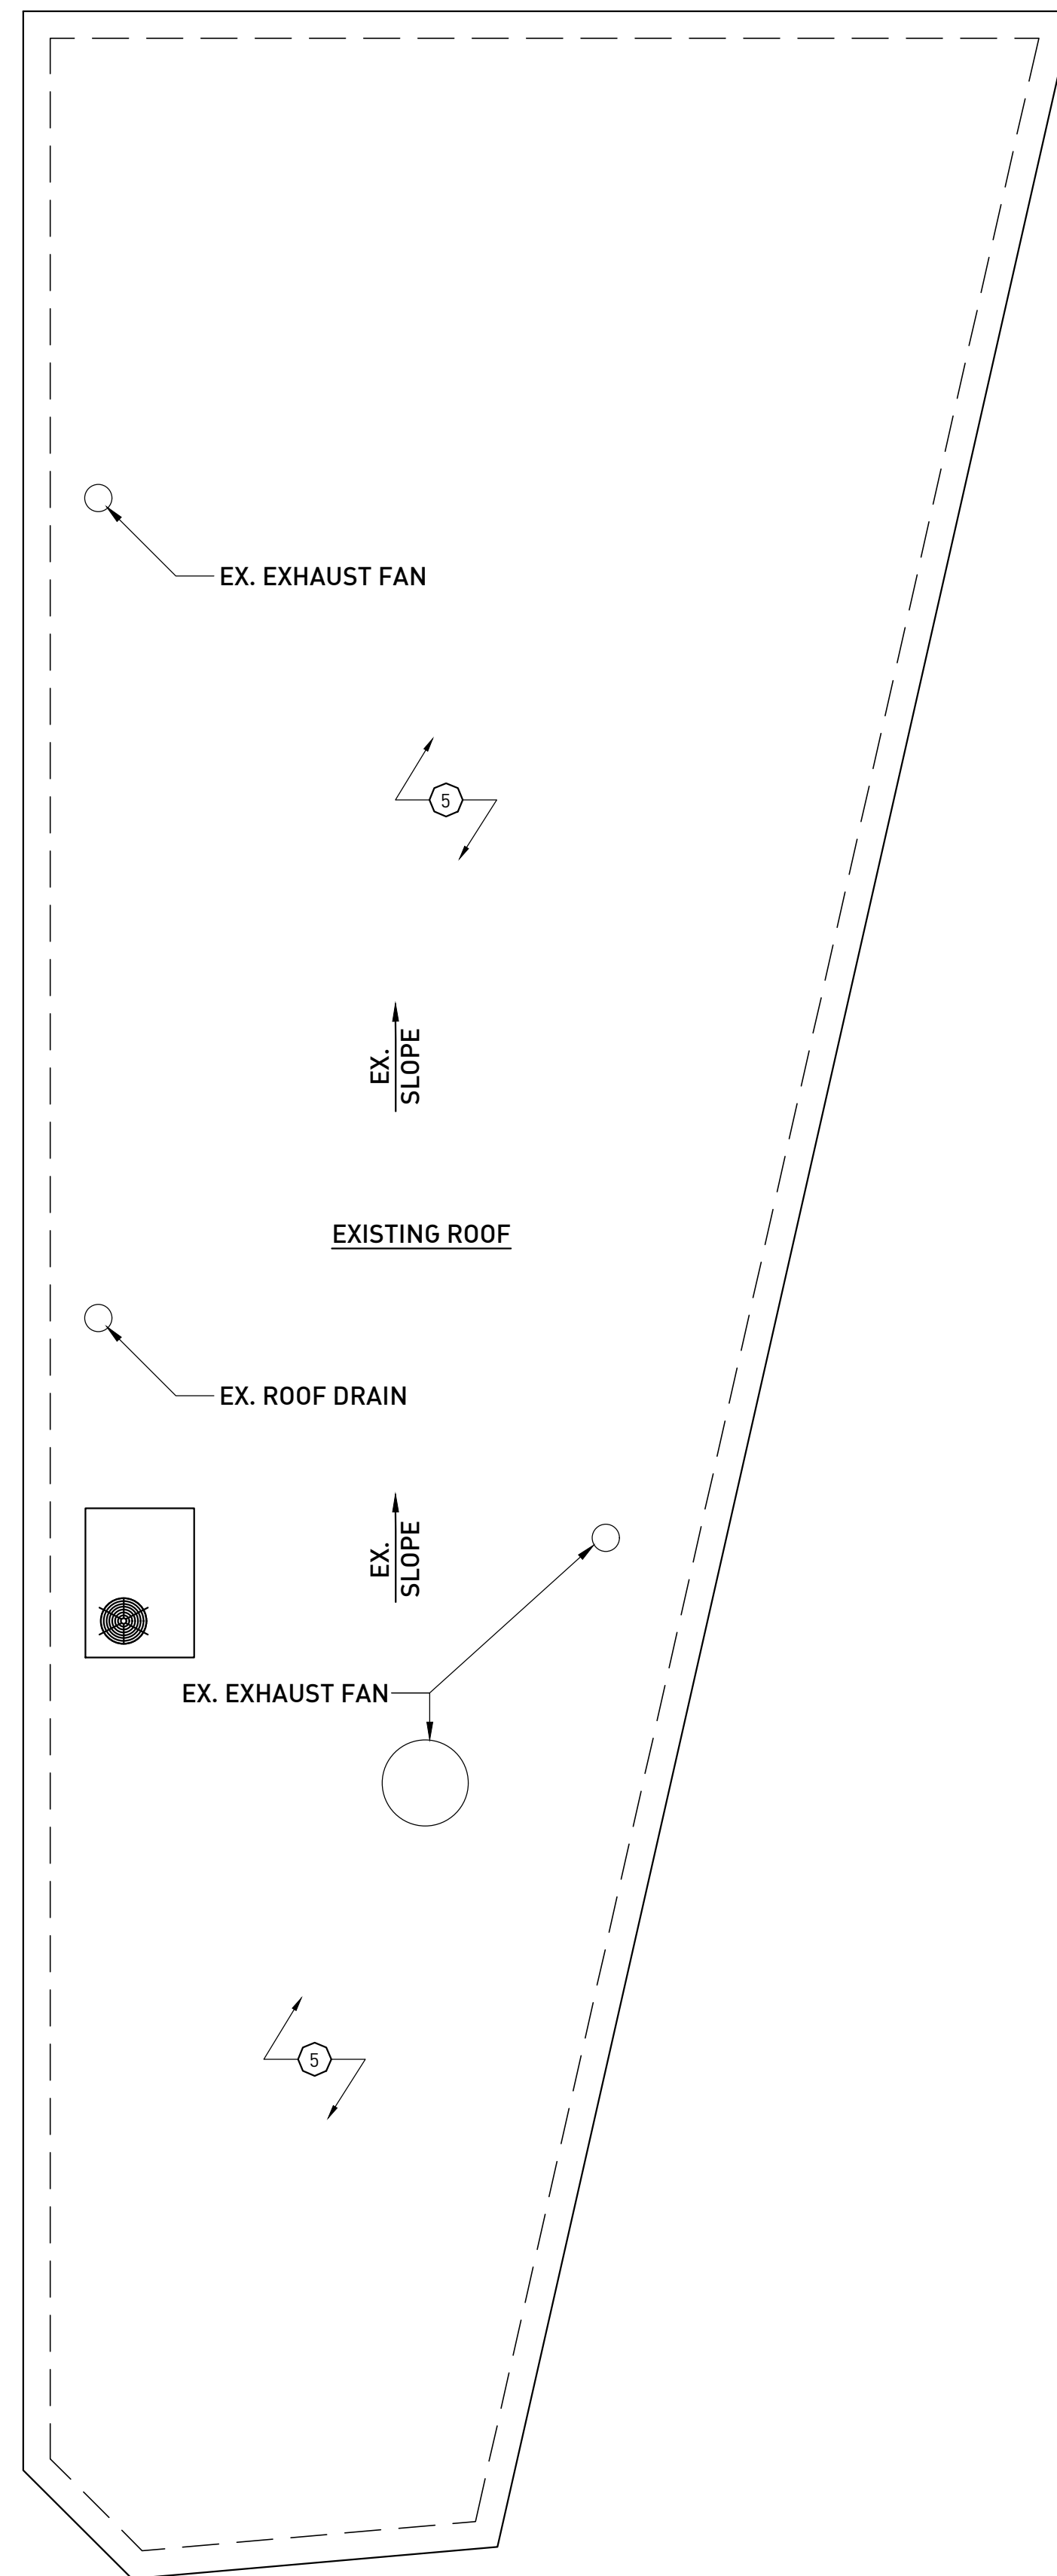 EX. EXHAUST FAN
5
EX.
SLOPE
EXISTING ROOF
EX. ROOF DRAIN
EX.
SLOPE
EX. EXHAUST FAN
5